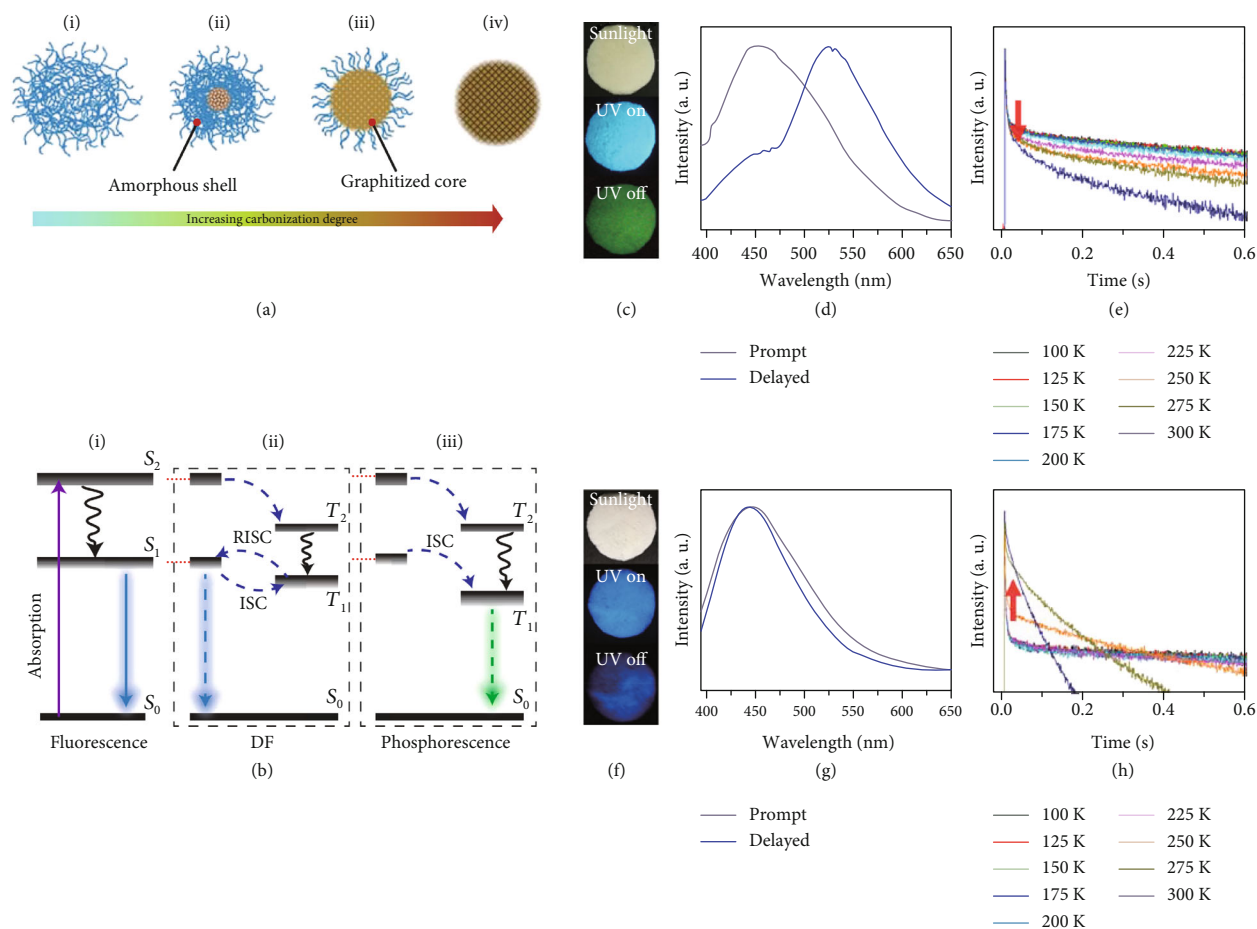 (i) (ii) (iii) (iv)
Amorphous shell
Graphitized core
Increasing carbonization degree
(a)
Sunlight
UV on
UV off
(c)
Intensity (a. u.)
400 450 500 550 600 650
Wavelength (nm)
(d)
Prompt
Delayed
Intensity (a. u.)
0.0 0.2 0.4 0.6
Time (s)
(e)
100 K
125 K
150 K
175 K
200 K
225 K
250 K
275 K
300 K
(i) (ii) (iii)
S2
S1
S0
Absorption
Fluorescence
T2
RISC
ISC
T1
S0
DF
ISC
T2
T1
S0
Phosphorescence
(b)
Sunlight
UV on
UV off
(f)
Intensity (a. u.)
400 450 500 550 600 650
Wavelength (nm)
(g)
Prompt
Delayed
Intensity (a. u.)
0.0 0.2 0.4 0.6
Time (s)
(h)
100 K
125 K
150 K
175 K
200 K
225 K
250 K
275 K
300 K